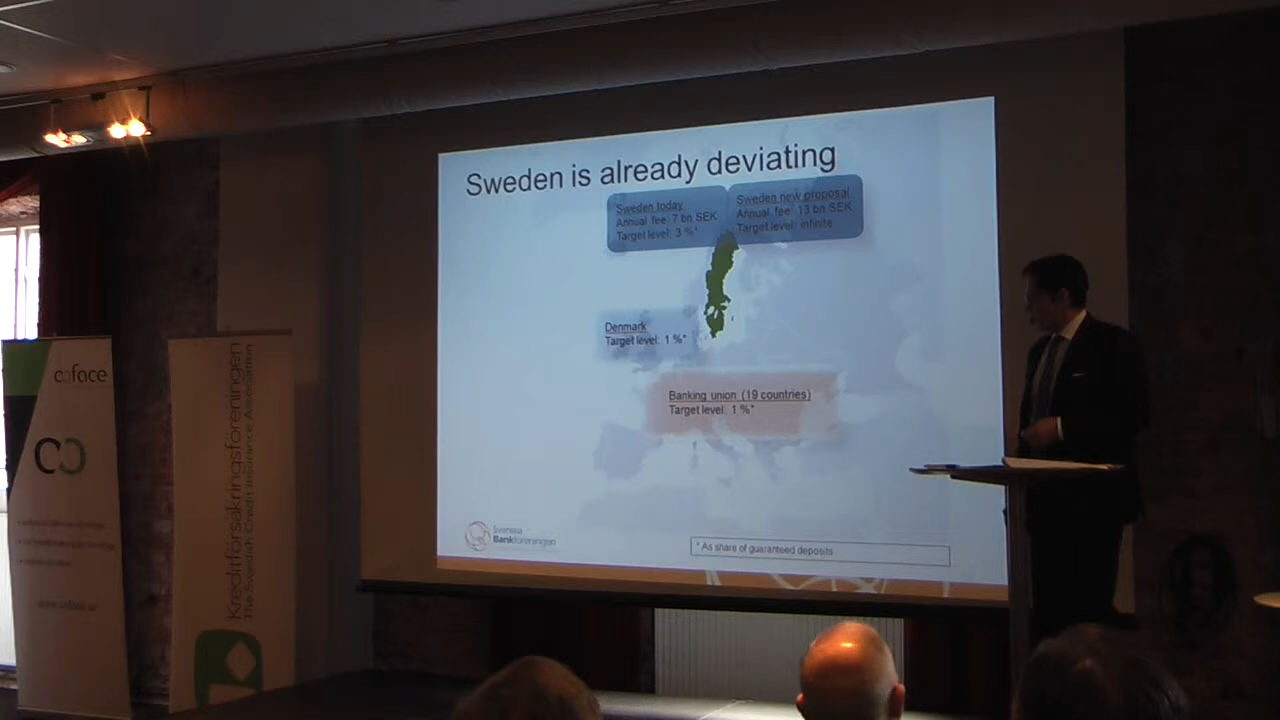 Sweden is already deviating
Sweden today
Annual fee: 7 bn SEK
Target level: 3 %*
Sweden new proposal
Annual fee: 13 bn SEK
Target level: infinite
Denmark
Target level: 1 %*
Banking union (19 countries)
Target level: 1 %*
* As share of guaranteed deposits
Svenska
Bankföreningen
coface
Kreditförsäkringsföreningen
The Swedish Credit Insurance Association